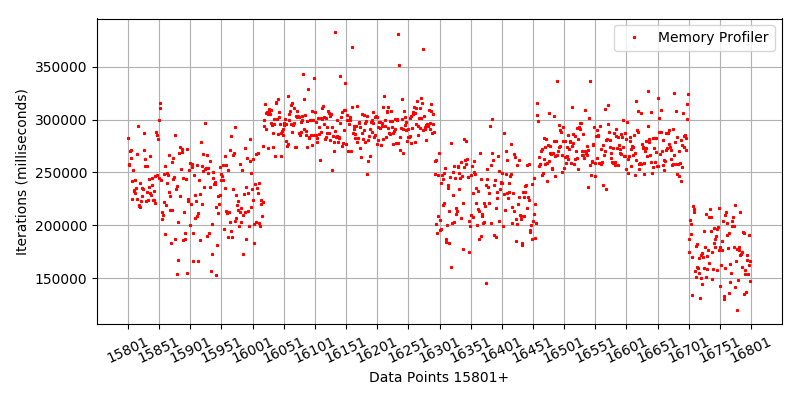 Memory Profiler
Iterations (milliseconds)
350000
300000
250000
200000
150000
15801 15851 15901 15951 16001 16051 16101 16151 16201 16251 16301 16351 16401 16451 16501 16551 16601 16651 16701 16751 16801
Data Points 15801+